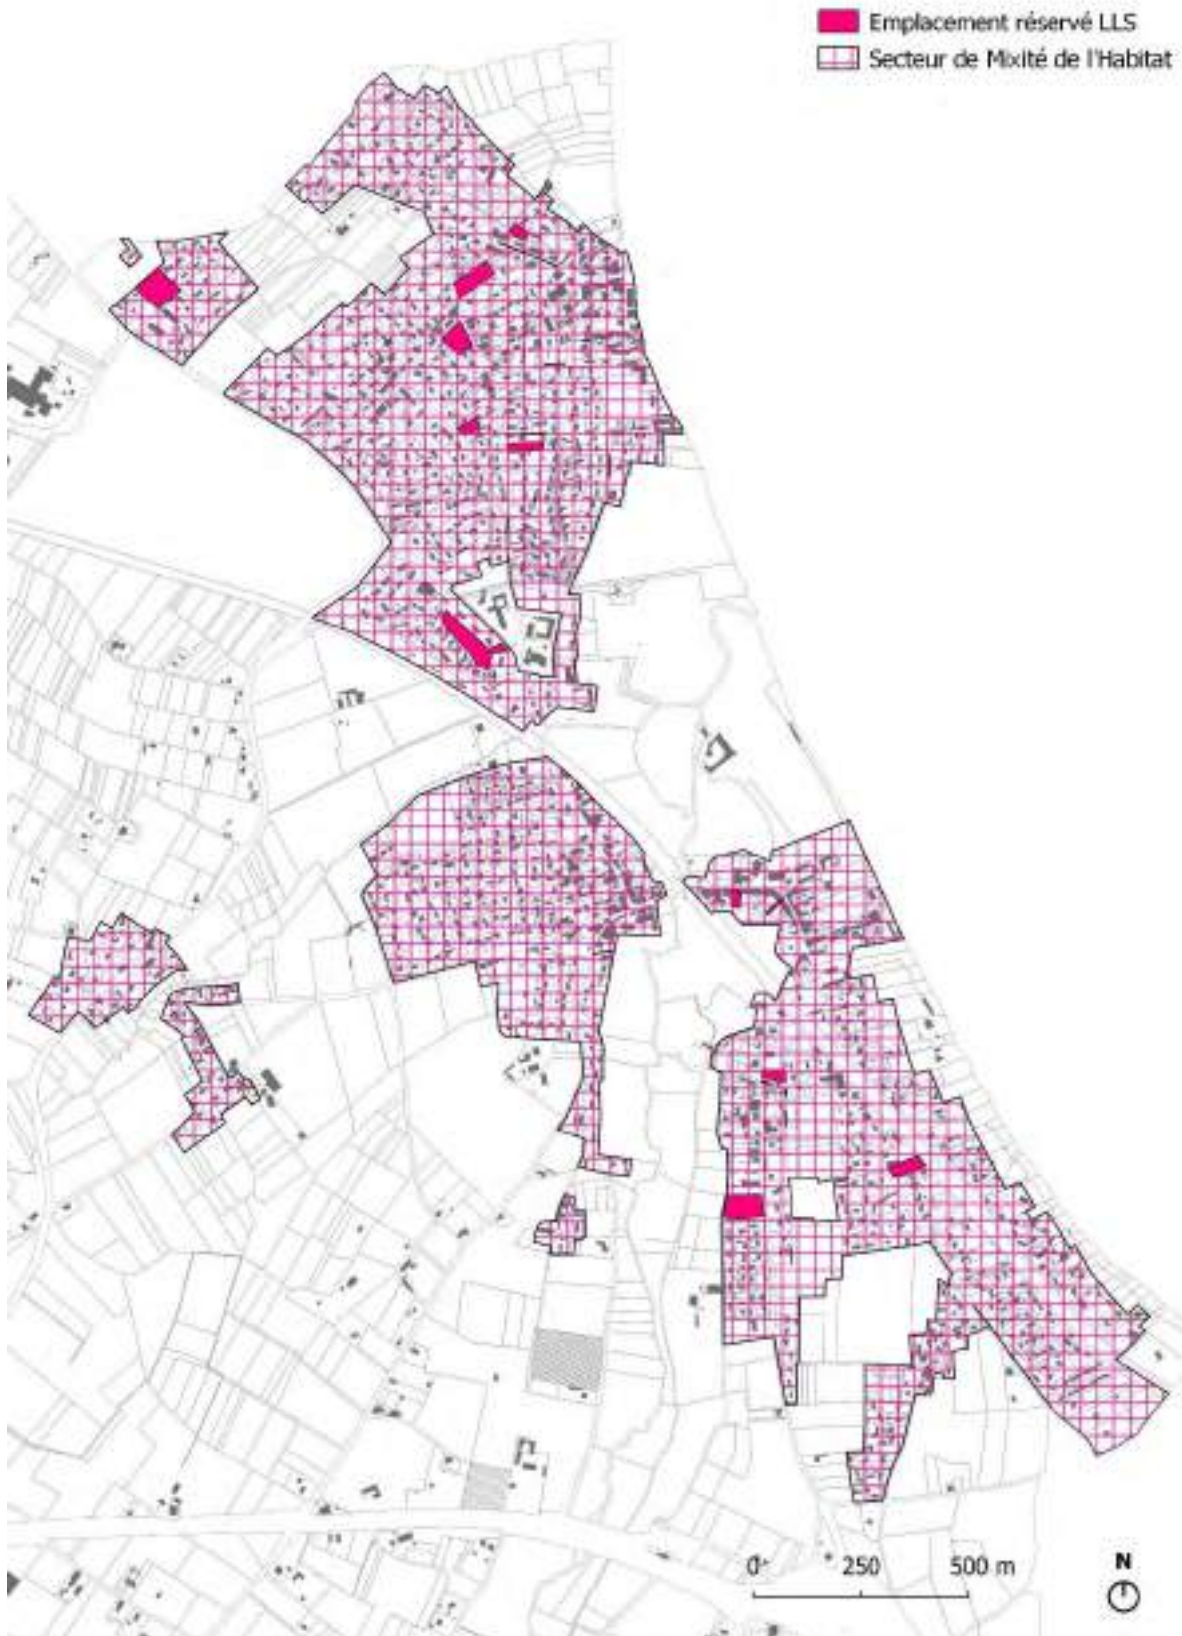 Emplacement réservé LLS
Secteur de Mixité de l'Habitat
0 250 500 m
N